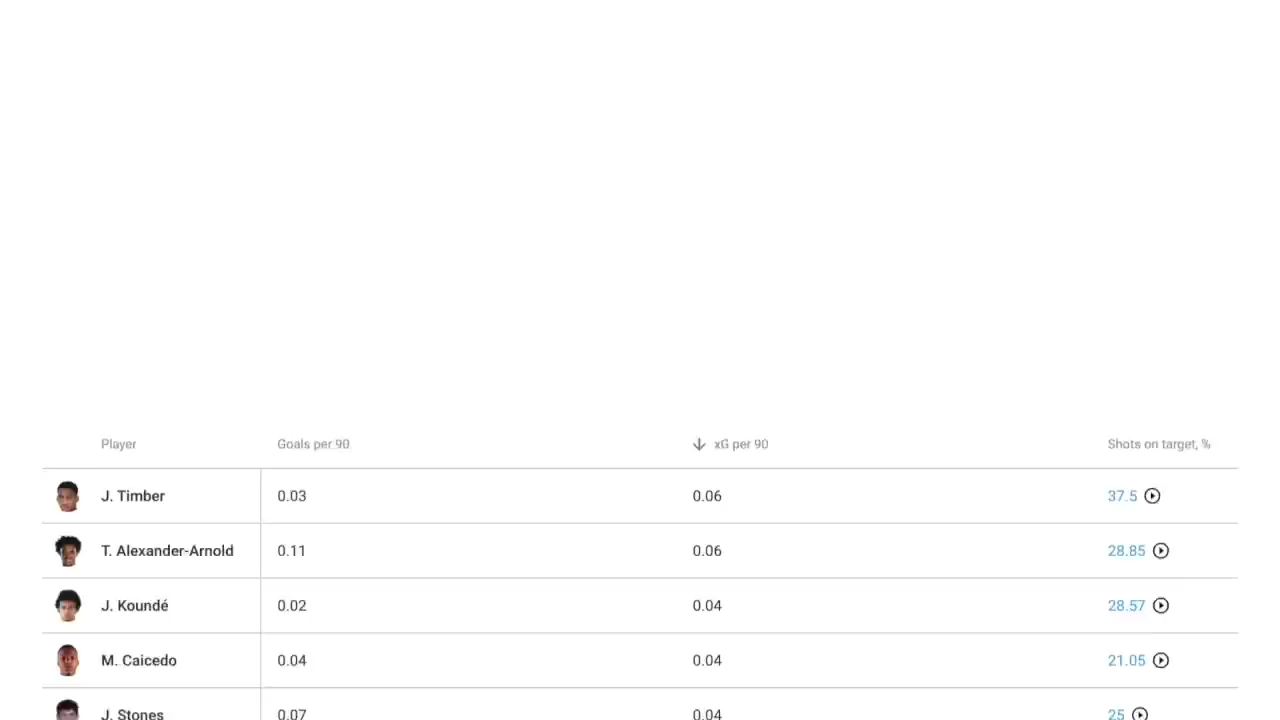 Player Goals per 90 xG per 90 Shots on target, %
J. Timber 0.03 0.06 37.5
T. Alexander-Arnold 0.11 0.06 28.85
J. Koundé 0.02 0.04 28.57
M. Caicedo 0.04 0.04 21.05
J. Stones 0.07 0.04 25